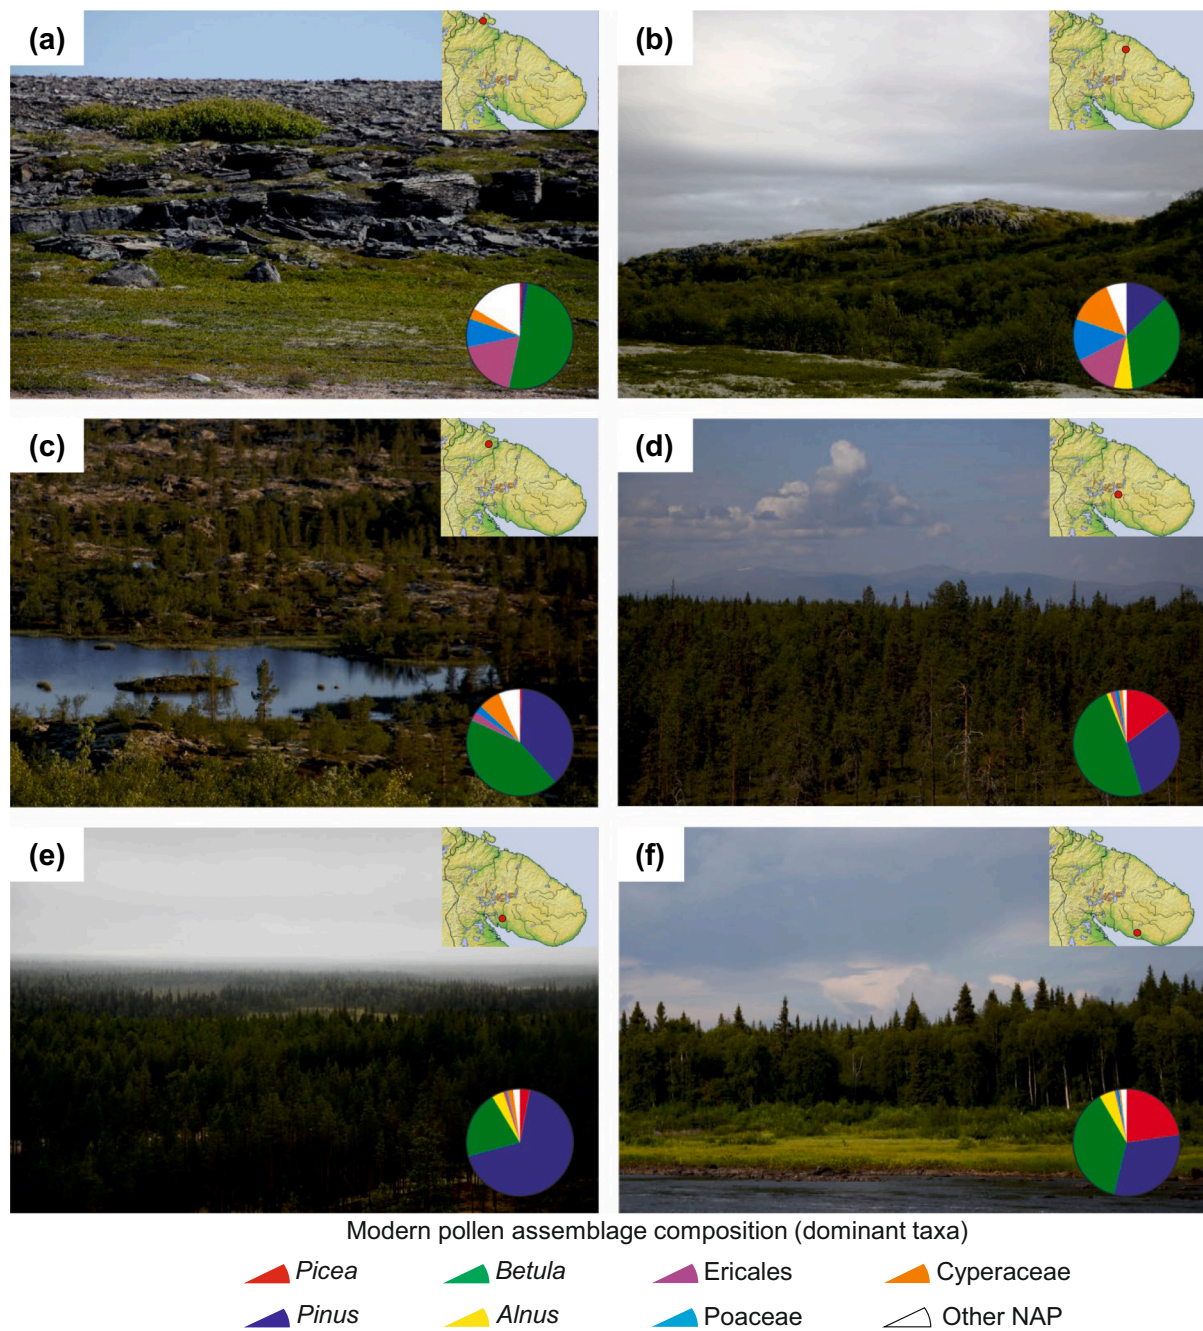 (a)
(b)
(c)
(d)
(e)
(f)
Modern pollen assemblage composition (dominant taxa)
Picea
Betula
Ericales
Cyperaceae
Pinus
Alnus
Poaceae
Other NAP